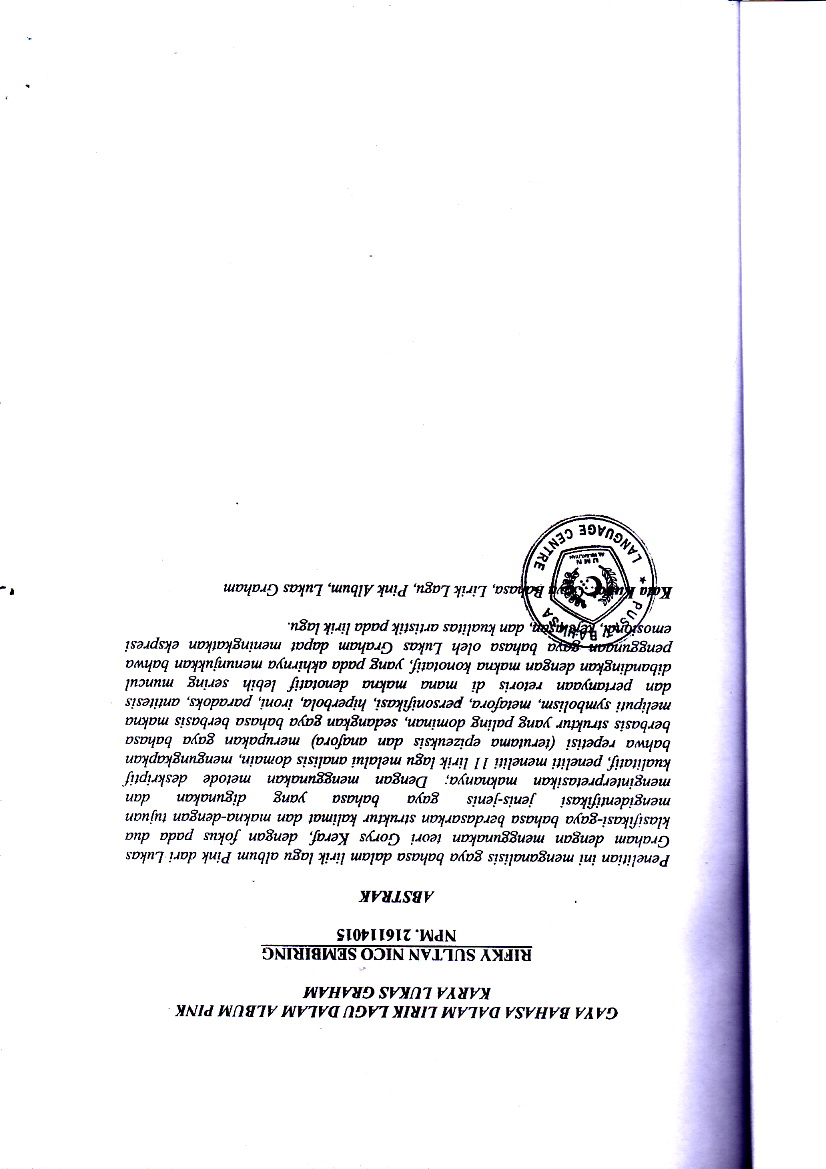 GAYA BAHASA DALAM LIRIK LAGU DALAM ALBUM PINK
KARYA LUKAS GRAHAM
RIFKY SULTAN NICO SEMBIRING
NPM. 216114015
ABSTRAK
Penelitian ini menganalisis gaya bahasa dalam lirik lagu album Pink dari Lukas
Graham dengan menggunakan teori Gorys Keraf, dengan fokus pada dua
klasifikasi-gaya bahasa berdasarkan struktur kalimat dan makna-dengan tujuan
mengidentifikasi jenis-jenis gaya bahasa yang digunakan dan
menginterpretasikan maknanya; Dengan menggunakan metode deskriptif
kualitatif, peneliti meneliti 11 lirik lagu melalui analisis domain, mengungkapkan
bahwa repetisi (terutama epizeuksis dan anafora) merupakan gaya bahasa
berbasis struktur yang paling dominan, sedangkan gaya bahasa berbasis makna
meliputi symbolism, metafora, personifikasi, hiperbola, ironi, paradoks, antitesis
dan pertanyaan retoris di mana makna denotatif lebih sering muncul
dibandingkan dengan makna konotatif, yang pada akhirnya menunjukkan bahwa
penggunaan gaya bahasa oleh Lukas Graham dapat meningkatkan ekspresi
emosional, kejelasan, dan kualitas artistik pada lirik lagu.
Kata Kunci: Gaya Bahasa, Lirik Lagu, Pink Album, Lukas Graham
PUSAT BAHASA
UMN
LANGUAGE CENTRE